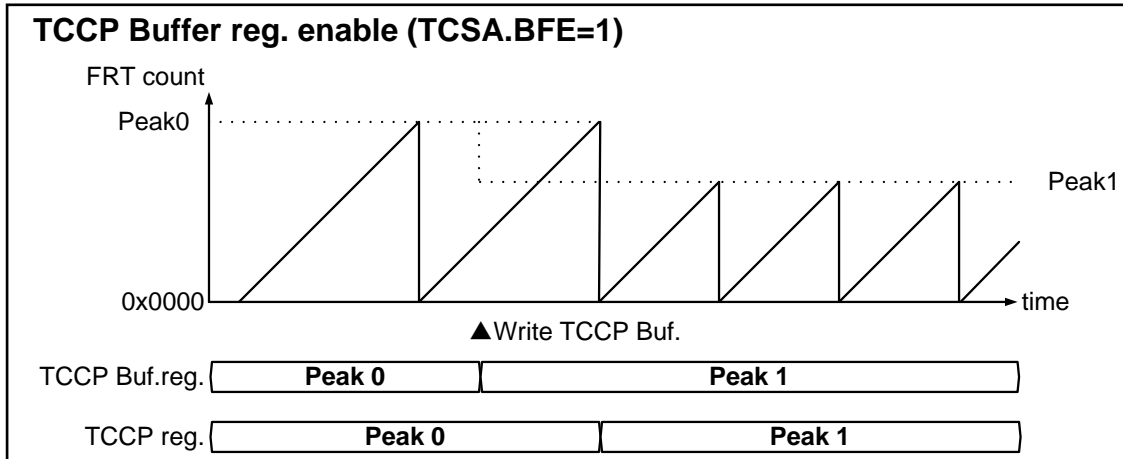 TCCP Buffer reg. enable (TCSA.BFE=1)
FRT count
Peak0
Peak1
0x0000
time
▲Write TCCP Buf.
TCCP Buf.reg. Peak 0 Peak 1
TCCP reg. Peak 0 Peak 1